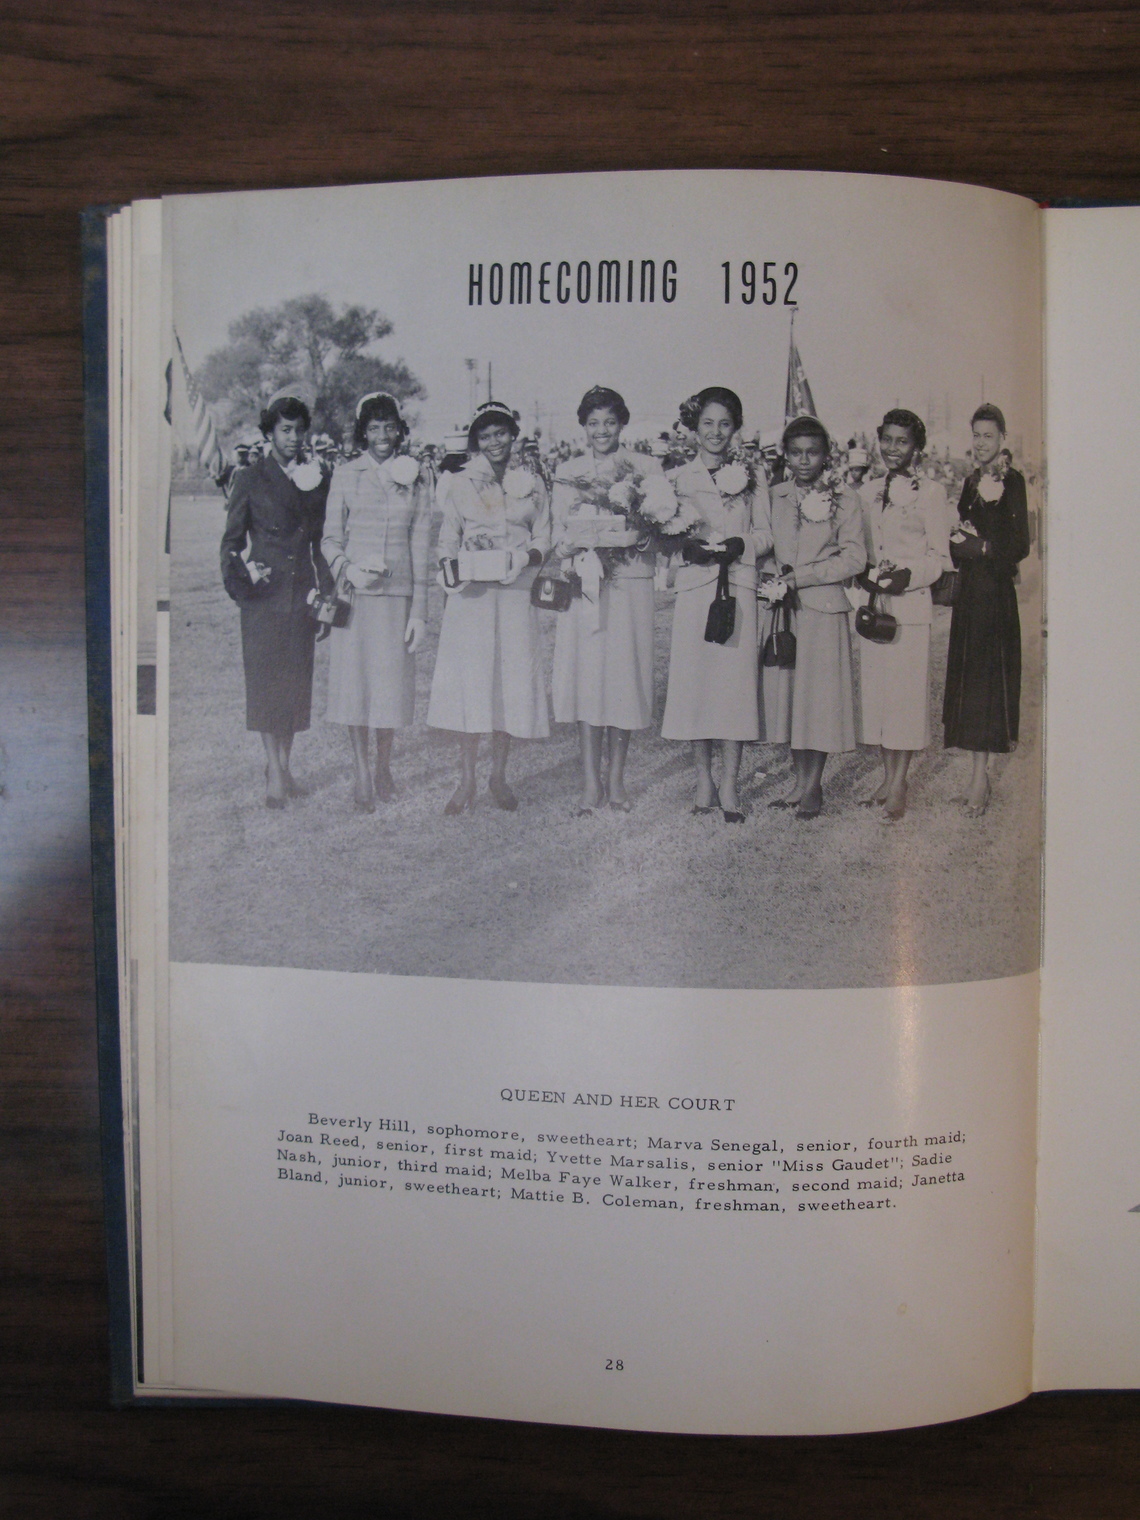 HOMECOMING 1952
QUEEN AND HER COURT
Beverly Hill, sophomore, sweetheart; Marva Senegal, senior, fourth maid;
Joan Reed, senior, first maid; Yvette Marsalis, senior "Miss Gaudet"; Sadie
Nash, junior, third maid; Melba Faye Walker, freshman, second maid; Janetta
Bland, junior, sweetheart; Mattie B. Coleman, freshman, sweetheart.
28